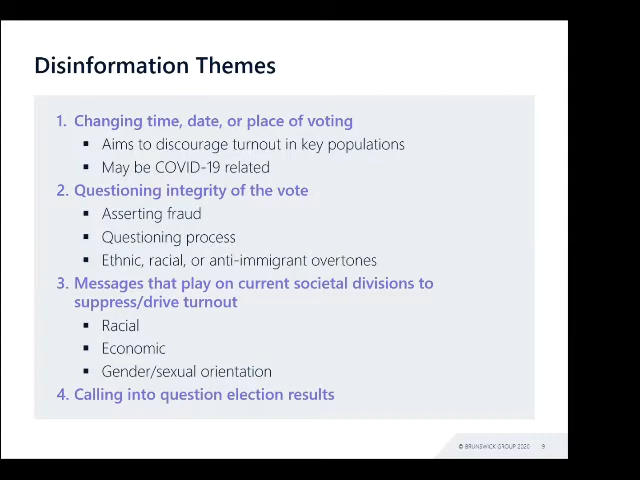 Disinformation Themes
1. Changing time, date, or place of voting
▪ Aims to discourage turnout in key populations
▪ May be COVID-19 related
2. Questioning integrity of the vote
▪ Asserting fraud
▪ Questioning process
▪ Ethnic, racial, or anti-immigrant overtones
3. Messages that play on current societal divisions to
suppress/drive turnout
▪ Racial
▪ Economic
▪ Gender/sexual orientation
4. Calling into question election results
© BRUNSWICK GROUP 2020 9